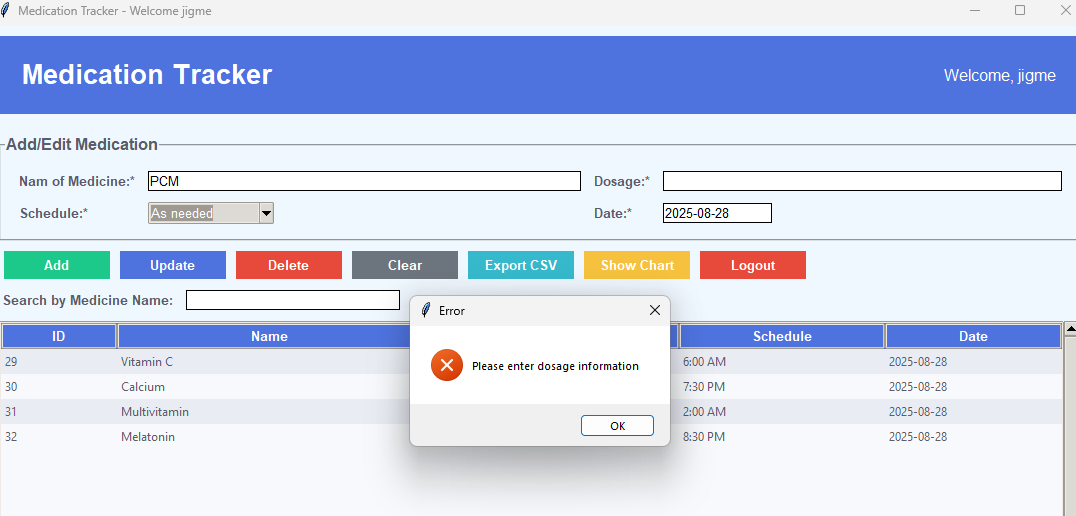 Medication Tracker - Welcome jigme
Medication Tracker
Welcome, jigme
Add/Edit Medication
Nam of Medicine:* PCM Dosage:*
Schedule:* As needed Date:* 2025-08-28
Add Update Delete Clear Export CSV Show Chart Logout
Search by Medicine Name:
Error
Please enter dosage information
OK
ID Name Schedule Date
29 Vitamin C 6:00 AM 2025-08-28
30 Calcium 7:30 PM 2025-08-28
31 Multivitamin 2:00 AM 2025-08-28
32 Melatonin 8:30 PM 2025-08-28